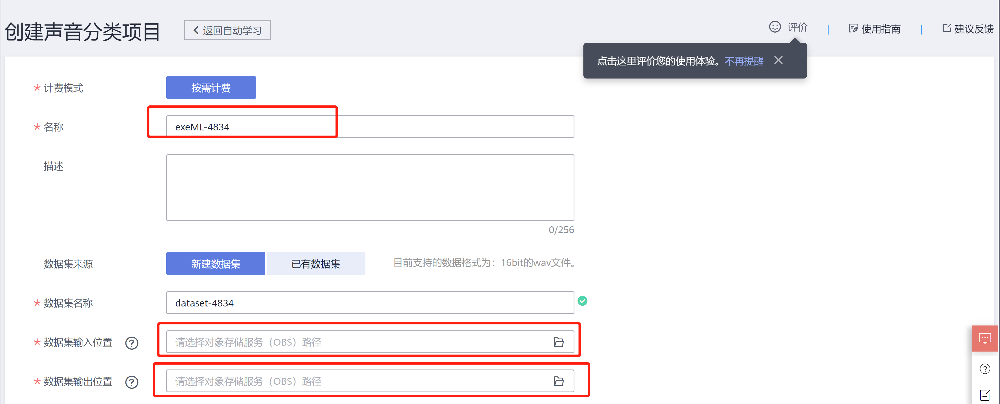 创建声音分类项目
返回自动学习
评价
使用指南
建议反馈
点击这里评价您的使用体验。不再提醒
* 计费模式
按需计费
* 名称
exeML-4834
描述
0/256
数据集来源
新建数据集
已有数据集
目前支持的数据格式为：16bit的wav文件。
* 数据集名称
dataset-4834
* 数据集输入位置
请选择对象存储服务（OBS）路径
* 数据集输出位置
请选择对象存储服务（OBS）路径